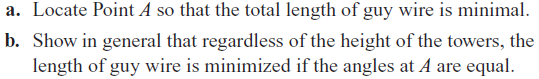 a. Locate Point A so that the total length of guy wire is minimal.
b. Show in general that regardless of the height of the towers, the
length of guy wire is minimized if the angles at A are equal.